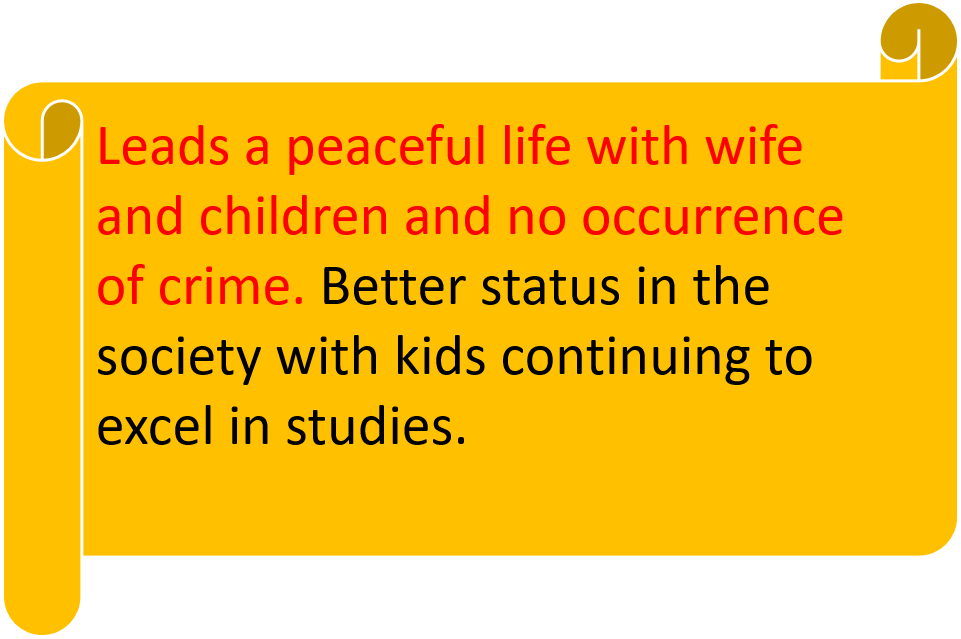 Leads a peaceful life with wife
and children and no occurrence
of crime. Better status in the
society with kids continuing to
excel in studies.